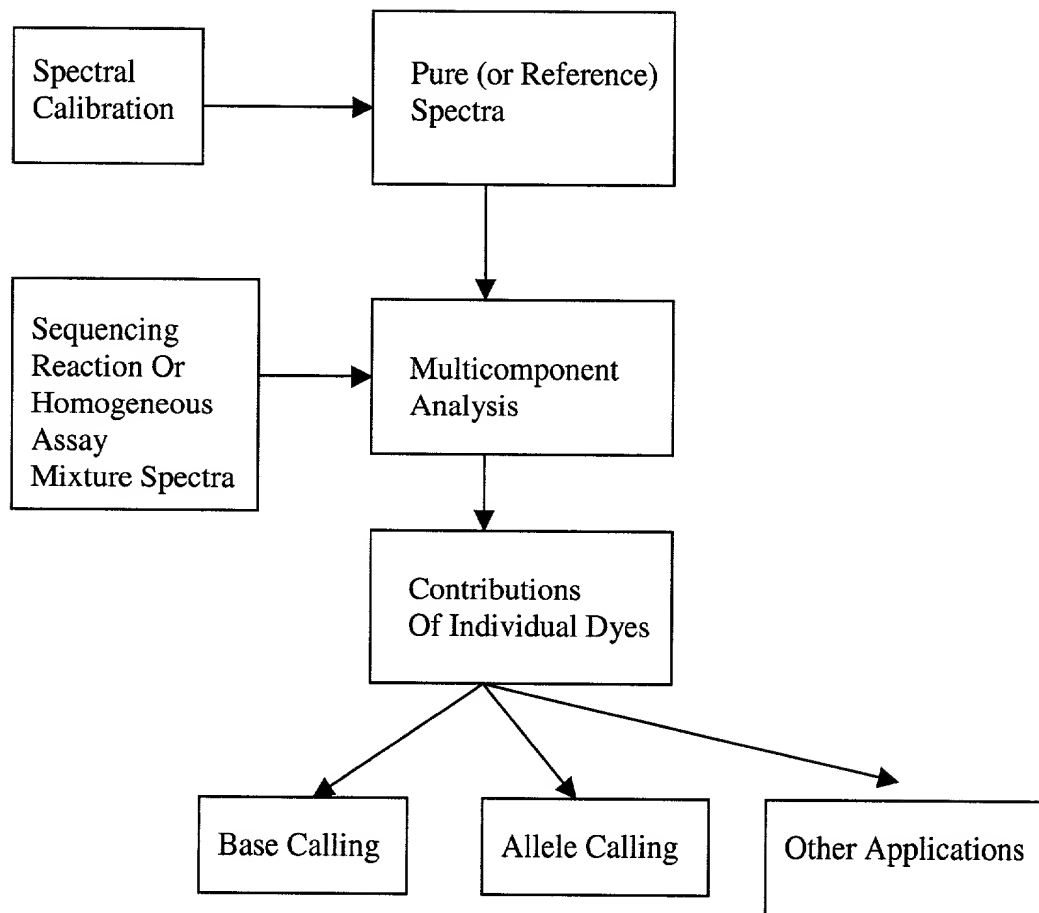 Spectral
Calibration
Pure (or Reference)
Spectra
Sequencing
Reaction Or
Homogeneous
Assay
Mixture Spectra
Multicomponent
Analysis
Contributions
Of Individual Dyes
Base Calling
Allele Calling
Other Applications